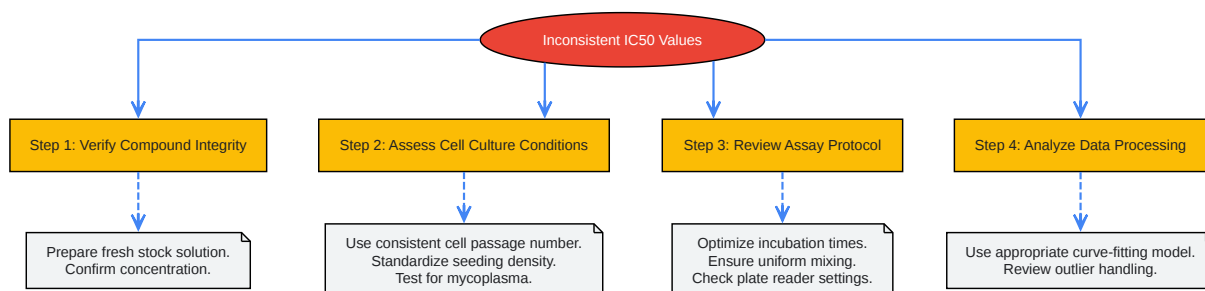 Inconsistent IC50 Values
Step 1: Verify Compound Integrity
Step 2: Assess Cell Culture Conditions
Step 3: Review Assay Protocol
Step 4: Analyze Data Processing
Prepare fresh stock solution.
Confirm concentration.
Use consistent cell passage number.
Standardize seeding density.
Test for mycoplasma.
Optimize incubation times.
Ensure uniform mixing.
Check plate reader settings.
Use appropriate curve-fitting model.
Review outlier handling.